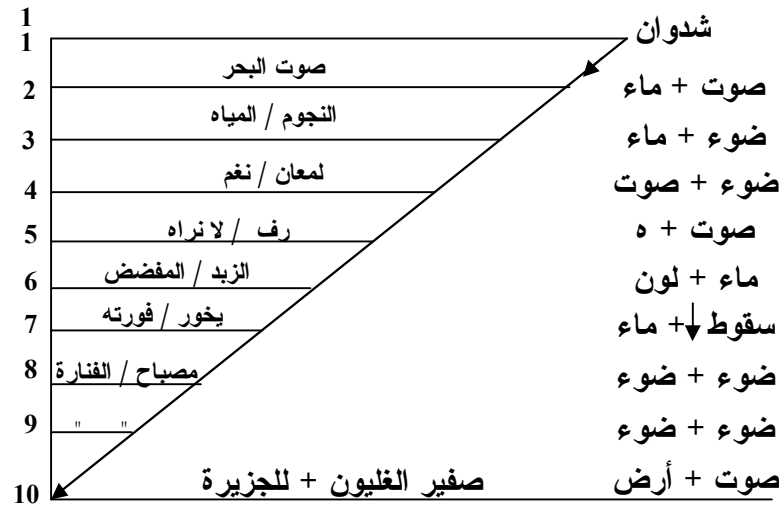 1
1 شدوان
صوت البحر
2 صوت + ماء
النجوم / المياه
3 ضوء + ماء
لمعان / نغم
4 ضوء + صوت
رف / لا نراه
5 صوت + ه
الزبد / المفضض
6 ماء + لون
يخور / فورته
7 سقوط ↓ + ماء
مصباح / الفنارة
8 ضوء + ضوء
" "
9 ضوء + ضوء
صفير الغليون + للجزيرة
10 صوت + أرض